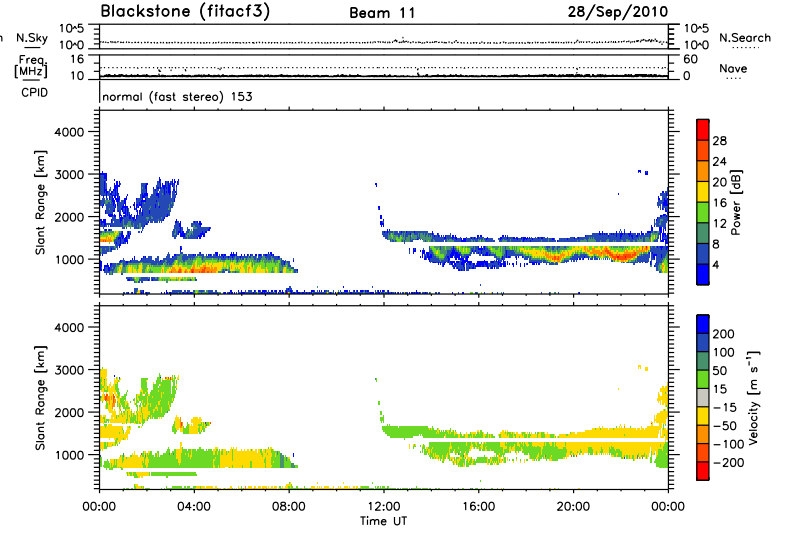 Blackstone (fitacf3)
Beam 11
28/Sep/2010
n N.Sky
10^5
10^0
10^5
10^0
N.Search
Freq.
[MHz]
16
10
60
0
Nave
CPID
normal (fast stereo) 153
Slant Range [km]
4000
3000
2000
1000
28
24
20
16
12
8
4
Power [dB]
Slant Range [km]
4000
3000
2000
1000
200
100
50
15
-15
-50
-100
-200
Velocity [m s⁻¹]
00:00 04:00 08:00 12:00 16:00 20:00 00:00
Time UT